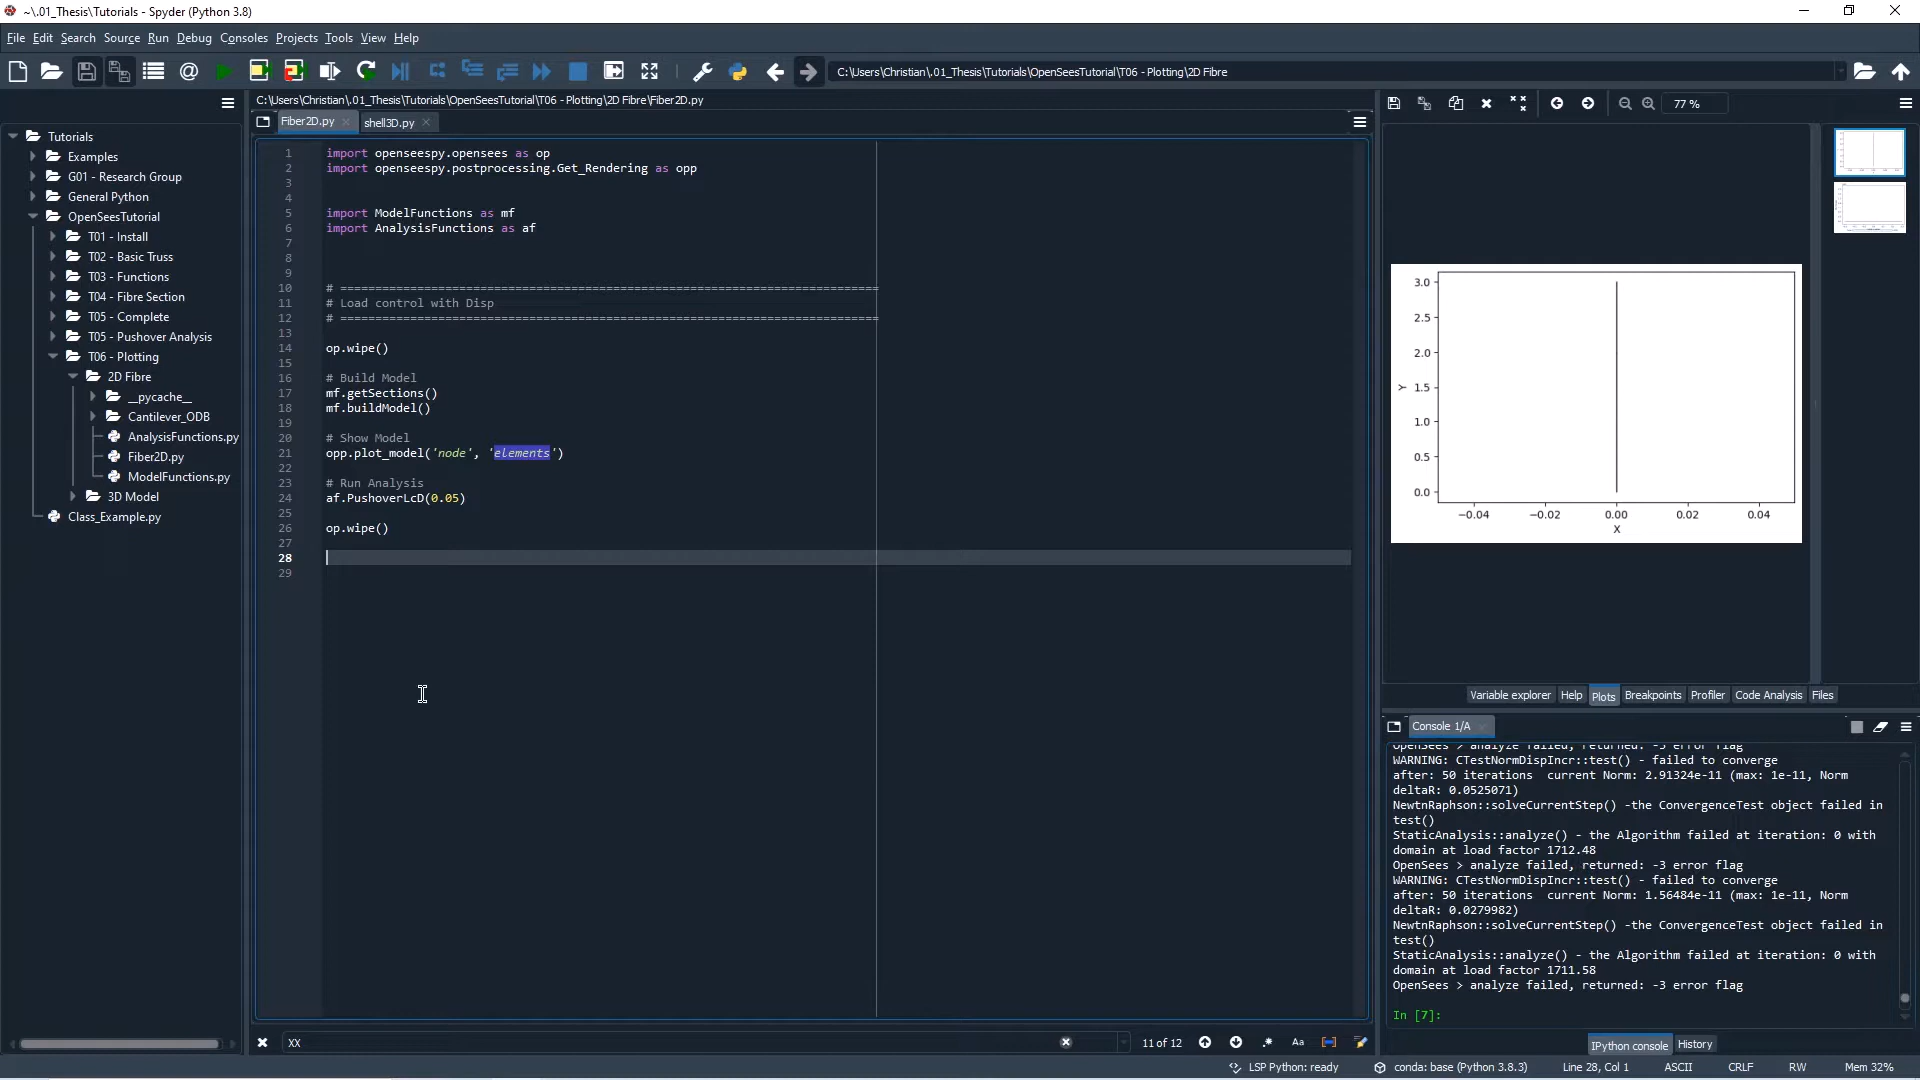 ~\.01_Thesis\Tutorials - Spyder (Python 3.8)
File Edit Search Source Run Debug Consoles Projects Tools View Help
C:\Users\Christian\.01_Thesis\Tutorials\OpenSeesTutorial\T06 - Plotting\2D Fibre
C:\Users\Christian\.01_Thesis\Tutorials\OpenSeesTutorial\T06 - Plotting\2D Fibre\Fiber2D.py
Fiber2D.py shell3D.py
Tutorials
Examples
G01 - Research Group
General Python
OpenSeesTutorial
T01 - Install
T02 - Basic Truss
T03 - Functions
T04 - Fibre Section
T05 - Complete
T05 - Pushover Analysis
T06 - Plotting
2D Fibre
__pycache__
Cantilever_ODB
AnalysisFunctions.py
Fiber2D.py
ModelFunctions.py
3D Model
Class_Example.py
1 import openseespy.opensees as op
2 import openseespy.postprocessing.Get_Rendering as opp
3
4
5 import ModelFunctions as mf
6 import AnalysisFunctions as af
7
8
9
10 # =============================================================================
11 # Load control with Disp
12 # =============================================================================
13
14 op.wipe()
15
16 # Build Model
17 mf.getSections()
18 mf.buildModel()
19
20 # Show Model
21 opp.plot_model('node', 'elements')
22
23 # Run Analysis
24 af.PushoverLcD(0.05)
25
26 op.wipe()
27
28
29
XX
11 of 12
.* Aa
77 %
3.0
2.5
2.0
1.5
1.0
0.5
0.0
Y
−0.04 −0.02 0.00 0.02 0.04
X
Variable explorer Help Plots Breakpoints Profiler Code Analysis Files
Console 1/A
OpenSees > analyze failed, returned: -3 error flag
WARNING: CTestNormDispIncr::test() - failed to converge
after: 50 iterations current Norm: 2.91324e-11 (max: 1e-11, Norm
deltaR: 0.0525071)
NewtnRaphson::solveCurrentStep() -the ConvergenceTest object failed in
test()
StaticAnalysis::analyze() - the Algorithm failed at iteration: 0 with
domain at load factor 1712.48
OpenSees > analyze failed, returned: -3 error flag
WARNING: CTestNormDispIncr::test() - failed to converge
after: 50 iterations current Norm: 1.56484e-11 (max: 1e-11, Norm
deltaR: 0.0279982)
NewtnRaphson::solveCurrentStep() -the ConvergenceTest object failed in
test()
StaticAnalysis::analyze() - the Algorithm failed at iteration: 0 with
domain at load factor 1711.58
OpenSees > analyze failed, returned: -3 error flag
In [7]:
IPython console History
LSP Python: ready conda: base (Python 3.8.3) Line 28, Col 1 ASCII CRLF RW Mem 32%